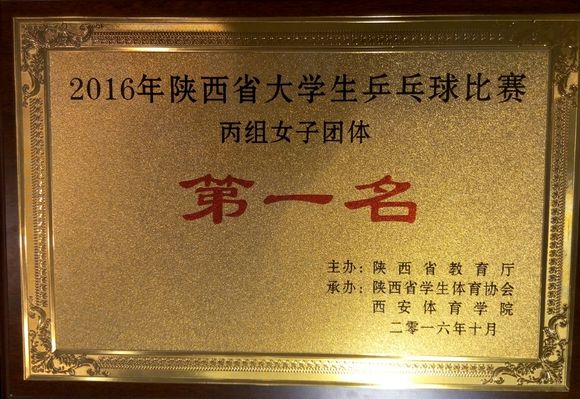 2016年陕西省大学生乒乓球比赛
丙组女子团体
第一名
主办：陕西省教育厅
承办：陕西省学生体育协会
西安体育学院
二零一六年十月